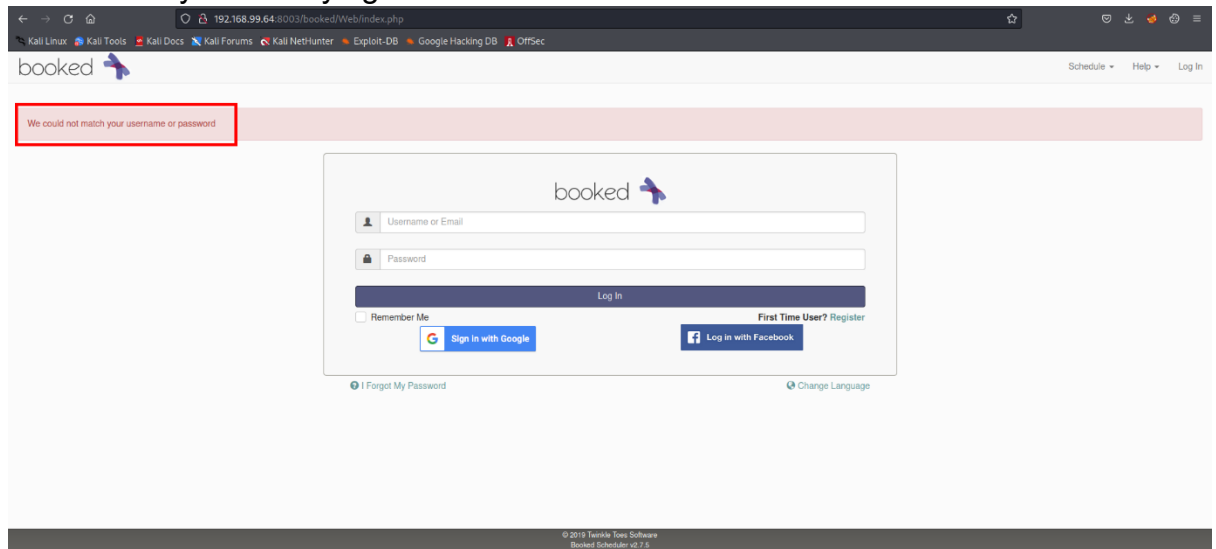 192.168.99.64:8003/booked/Web/index.php
Kali Linux Kali Tools Kali Docs Kali Forums Kali NetHunter Exploit-DB Google Hacking DB OffSec
booked Schedule Help Log In
We could not match your username or password
booked
Username or Email
Password
Log In
Remember Me First Time User? Register
Sign in with Google Log in with Facebook
I Forgot My Password Change Language
© 2019 Twinkle Toes Software
Booked Scheduler v2.7.5